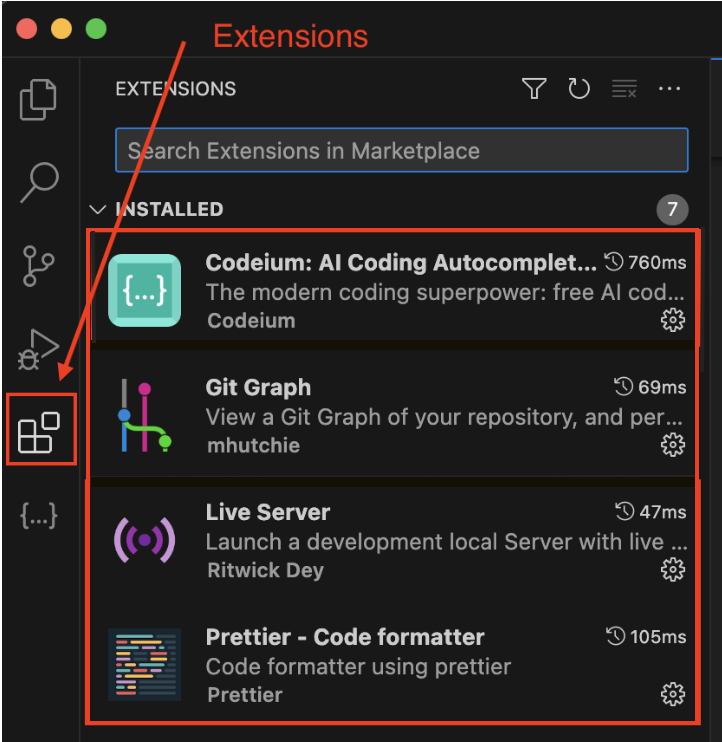 Extensions
EXTENSIONS
Search Extensions in Marketplace
INSTALLED 7
Codeium: AI Coding Autocomplet... 760ms
The modern coding superpower: free AI cod...
Codeium
Git Graph 69ms
View a Git Graph of your repository, and per...
mhutchie
Live Server 47ms
Launch a development local Server with live ...
Ritwick Dey
{...}
Prettier - Code formatter 105ms
Code formatter using prettier
Prettier